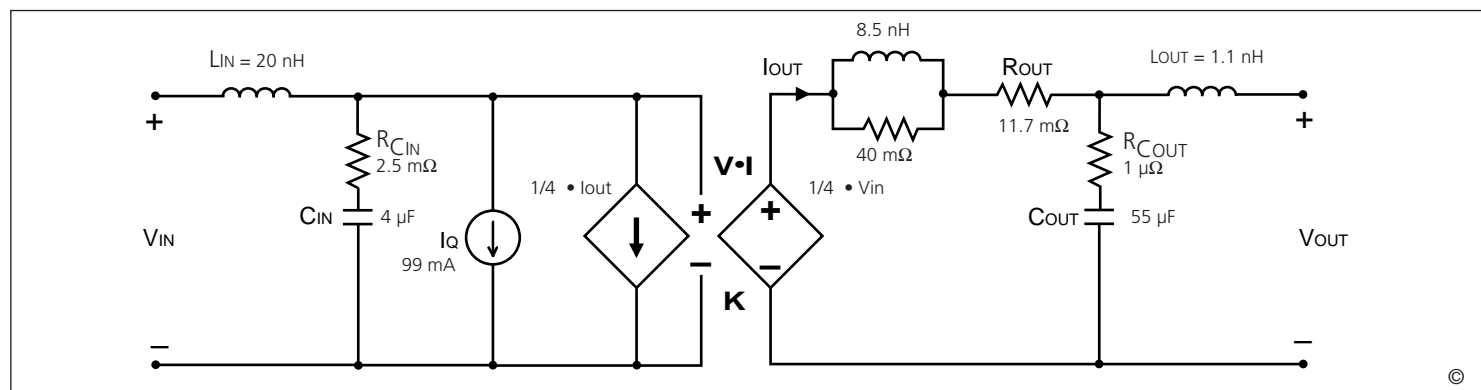 LIN = 20 nH
+
−
VIN
RCIN
2.5 mΩ
CIN
4 µF
IQ
99 mA
1/4 • Iout
V•I
+
−
K
1/4 • Vin
+
−
IOUT
8.5 nH
40 mΩ
ROUT
11.7 mΩ
LOUT = 1.1 nH
RCOUT
1 µΩ
COUT
55 µF
+
−
VOUT
©